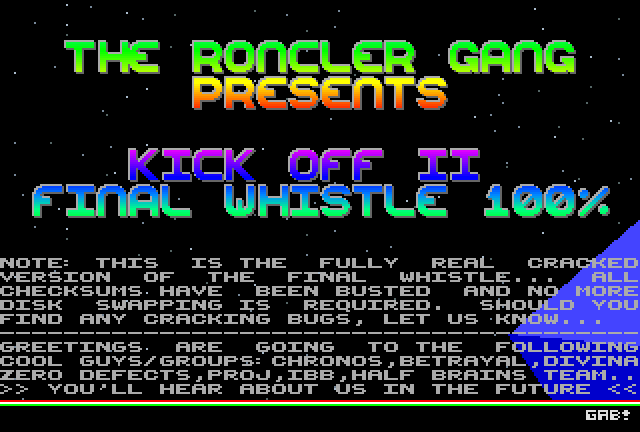 THE RONCLER GANG
PRESENTS
KICK OFF II
FINAL WHISTLE 100%
NOTE: THIS IS THE FULLY REAL CRACKED
VERSION OF THE FINAL WHISTLE... ALL
CHECKSUMS HAVE BEEN BUSTED AND NO MORE
DISK SWAPPING IS REQUIRED. SHOULD YOU
FIND ANY CRACKING BUGS, LET US KNOW...
GREETINGS ARE GOING TO THE FOLLOWING
COOL GUYS/GROUPS: CHRONOS,BETRAYAL,DIVINA
ZERO DEFECTS,PROJ,IBB,HALF BRAINS TEAM..
>> YOU'LL HEAR ABOUT US IN THE FUTURE <<
GAB!